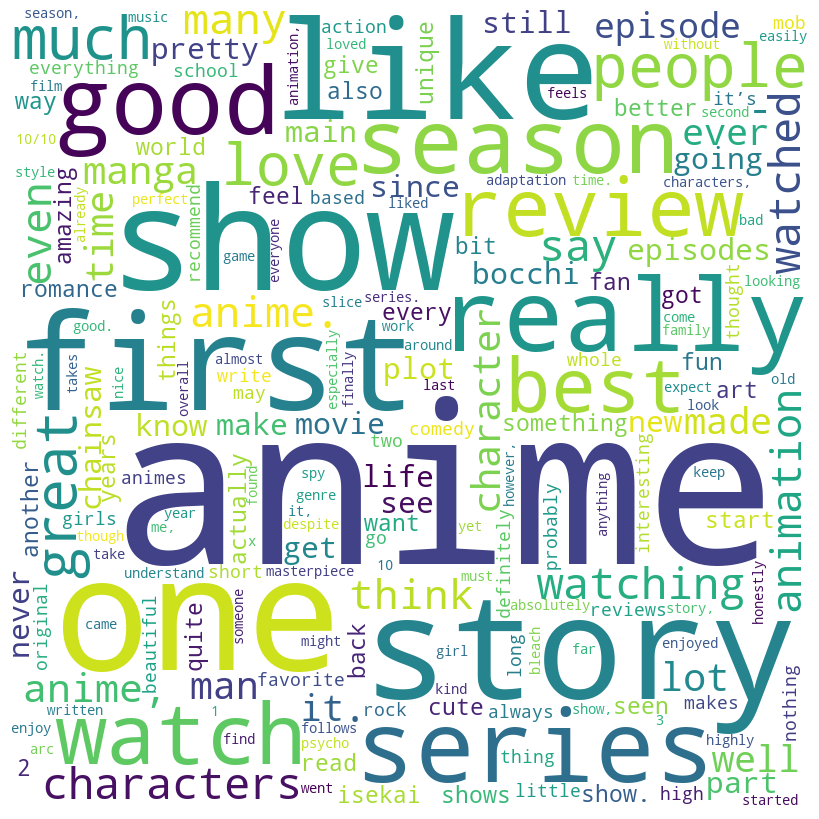 season,
music
many
like
still
episode
mob
easily
much
pretty
action
loved
animation,
unique
people
without
everything
school
good
give
film
way
also
feels
season
better
second
it's
-
ever
10/10
world
main
going
watched
manga
love
since
review
style
even
time
amazing
feel
based
liked
adaptation
time.
characters,
bad
perfect
.already
recommend
show
game
everyone
bit
say
episodes
looking
romance
slice
series.
every
bocchi
fan
got
come
family
thought
anime.
things
work
really
good.
watch.
first
almost
around
whole
fun
different
takes
nice
write
overall
especially
finally
plot
last
best
expect
art
old
look
great
chainsaw
years
know
make
movie
may
comedy
character
something
new
made
two
another
animes
anime
life
see
however,
anything
interesting
keep
animation
girls
year
me,
actually
found
spy
it,
genre
want
yet
definitely
probably
start
though
take
despite
go
get
x
short
10
understand
masterpiece
think
must
watching
honestly
never
original
one
absolutely
reviews
story,
came
beautiful
quite
someone
might
back
girl
long
bleach
far
enjoyed
story
lot
anime,
man
favorite
kind
written
1
it.
rock
cute
always
show,
seen
makes
nothing
enjoy
watch
follows
3
highly
arc
find
psycho
read
series
thing
well
2
characters
went
isekai
shows
little
show.
high
part
started